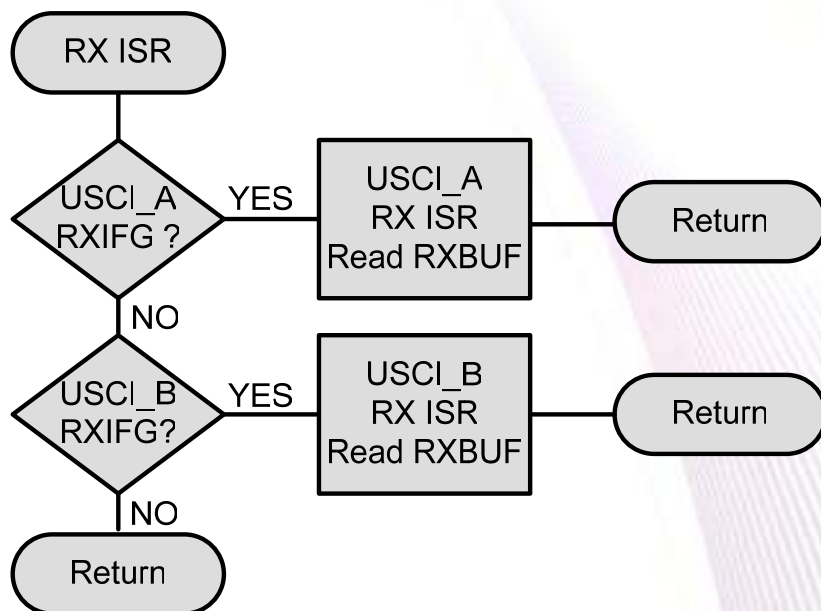 RX ISR
USCI_A
RXIFG ?
YES
USCI_A
RX ISR
Read RXBUF
Return
NO
USCI_B
RXIFG?
YES
USCI_B
RX ISR
Read RXBUF
Return
NO
Return